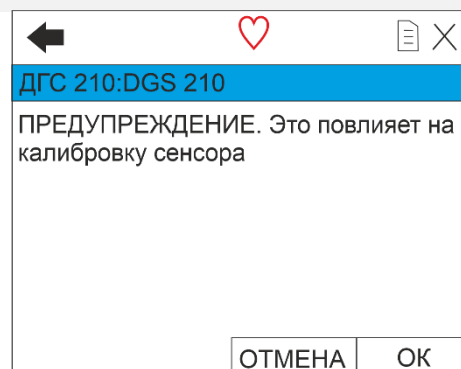 ДГС 210:DGS 210
ПРЕДУПРЕЖДЕНИЕ. Это повлияет на
калибровку сенсора
ОТМЕНА ОК